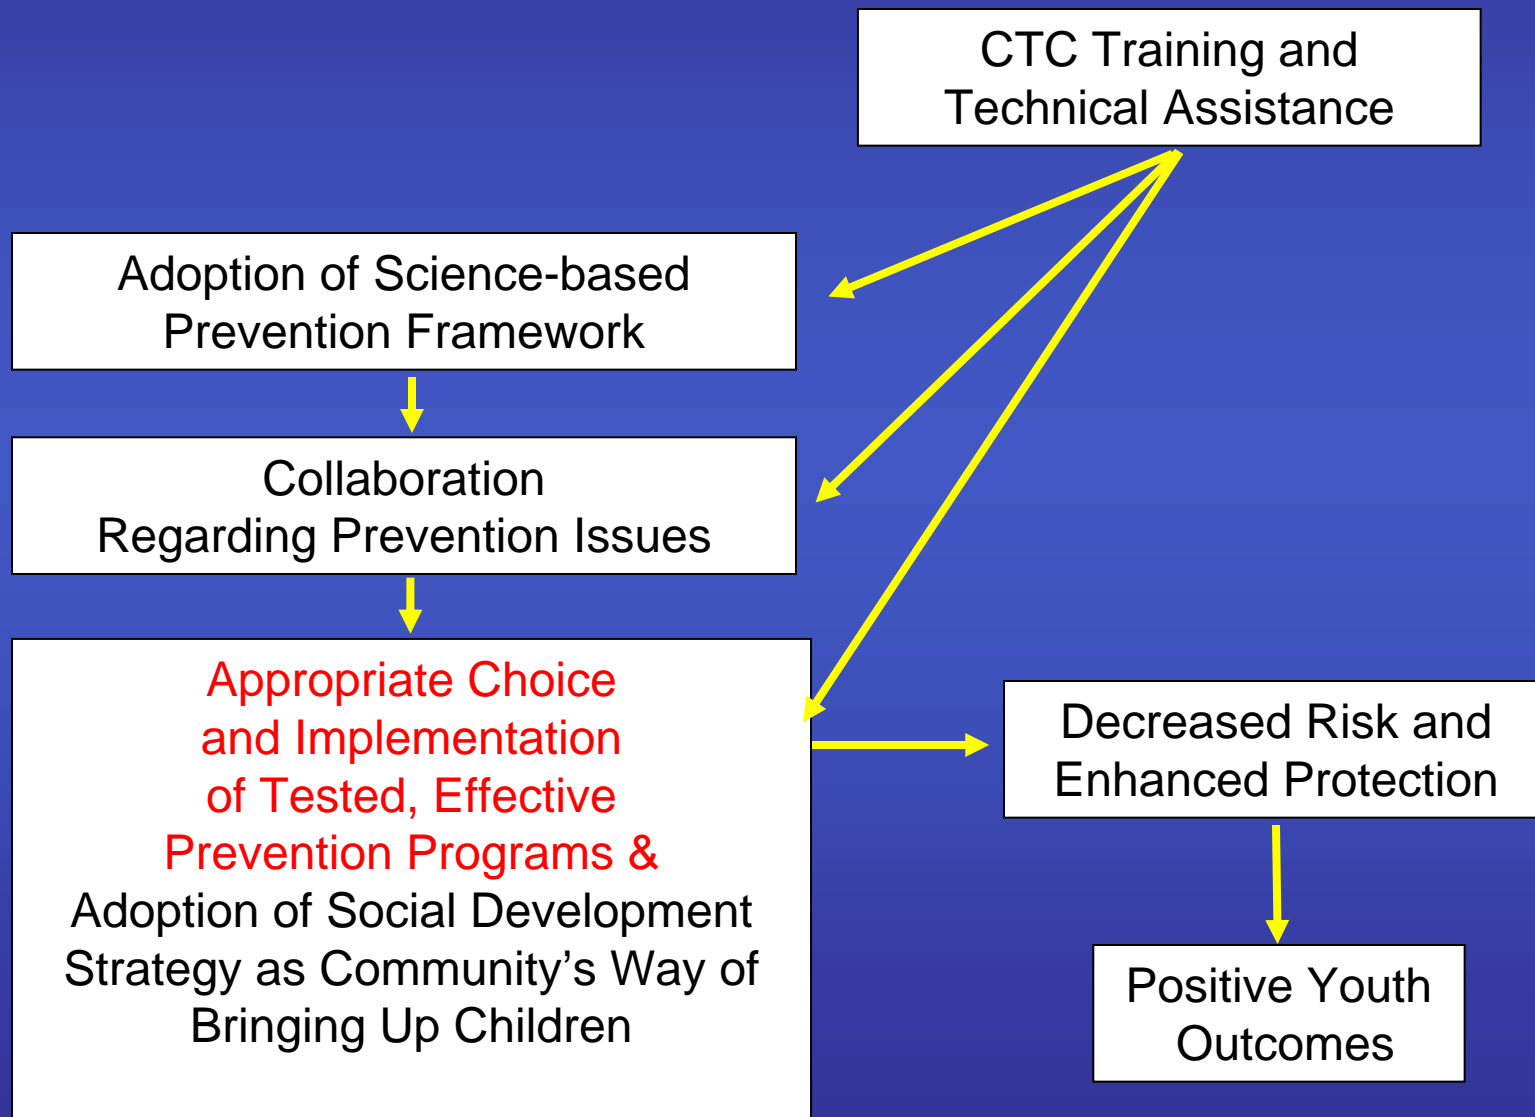 CTC Training and
Technical Assistance
Adoption of Science-based
Prevention Framework
Collaboration
Regarding Prevention Issues
Appropriate Choice
and Implementation
of Tested, Effective
Prevention Programs &
Adoption of Social Development
Strategy as Community’s Way of
Bringing Up Children
Decreased Risk and
Enhanced Protection
Positive Youth
Outcomes